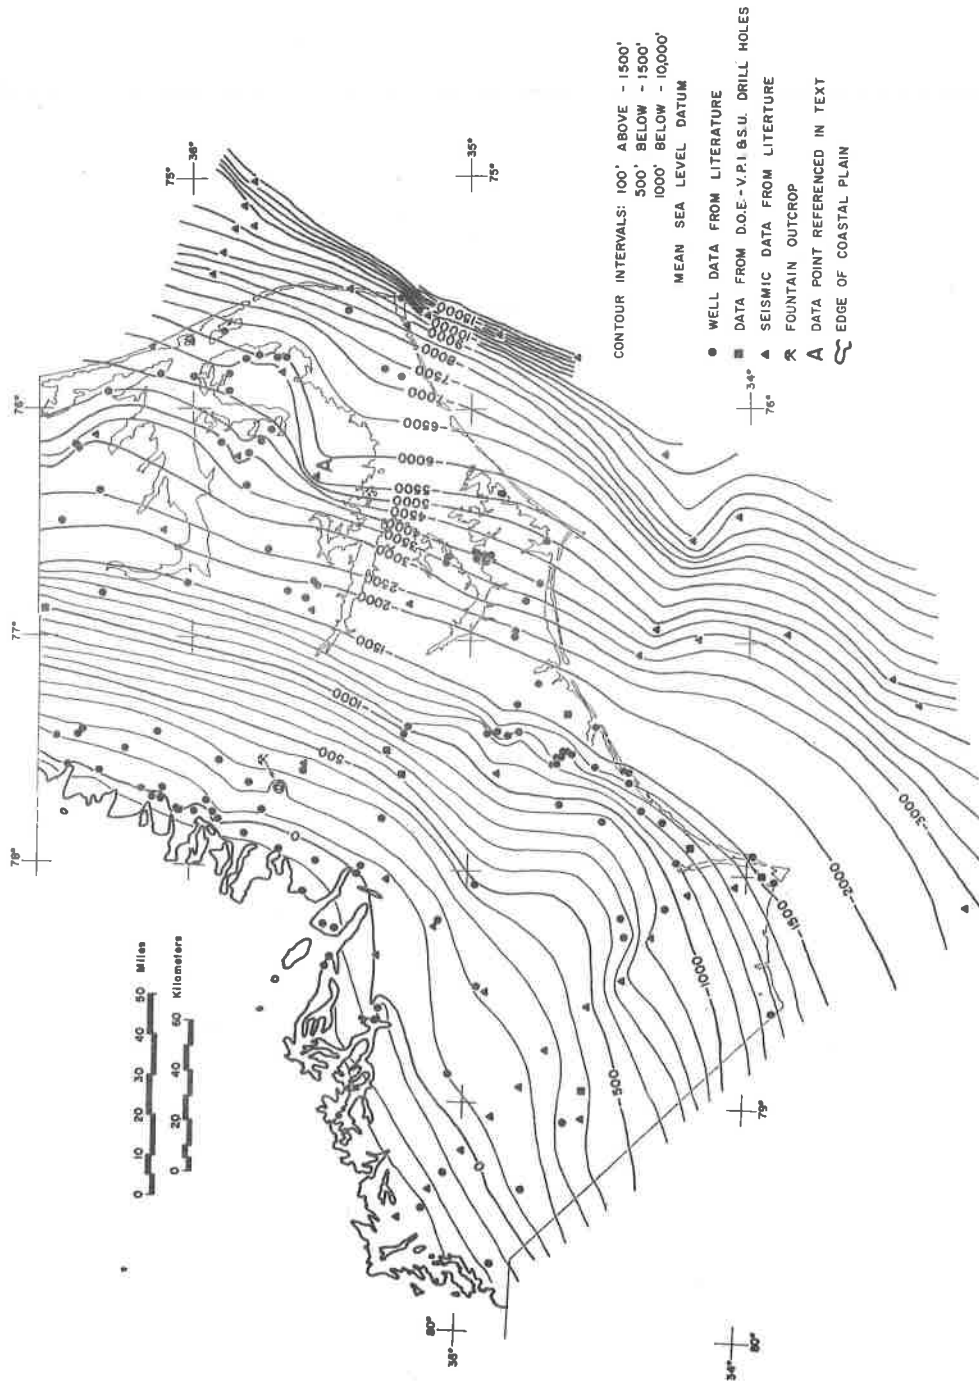 CONTOUR INTERVALS: 100' ABOVE - 1500'
500' BELOW - 1500'
1000' BELOW - 10,000'
MEAN SEA LEVEL DATUM
WELL DATA FROM LITERATURE
DATA FROM D.O.E.-V.P.I. &S.U. DRILL HOLES
SEISMIC DATA FROM LITERTURE
FOUNTAIN OUTCROP
A DATA POINT REFERENCED IN TEXT
EDGE OF COASTAL PLAIN
0 10 20 30 40 50 Miles
0 20 40 60 Kilometers
78°
77°
76°
75°
36°
35°
75°
34°
76°
79°
80°
80°
A
0
-500
-1000
-1500
-2000
-2500
-3000
-3500
-4000
-4500
-5000
-5500
-6000
-6500
-7000
-7500
-8000
-9000
-10000
-15000
0
-500
-1000
-1500
-2000
-3000